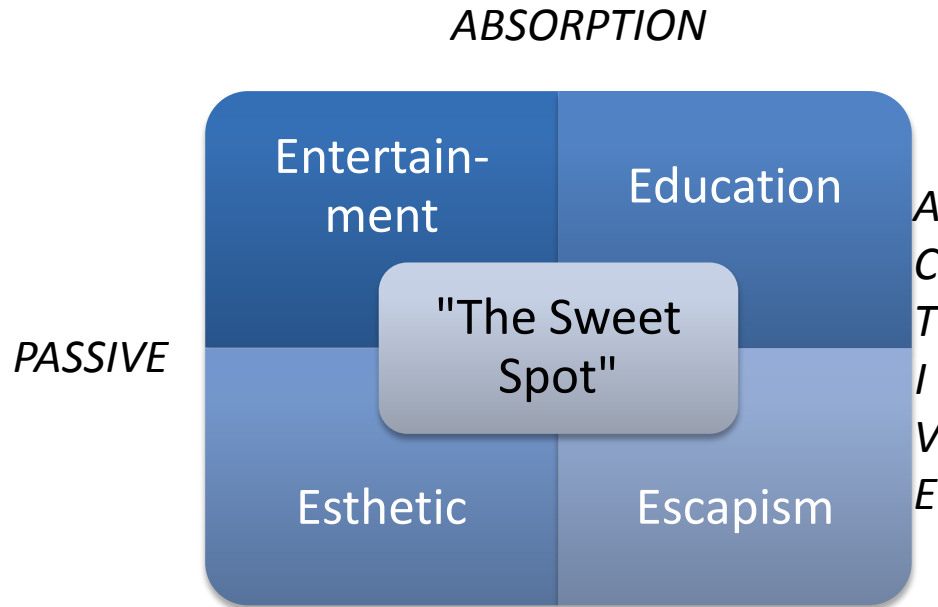 ABSORPTION
Entertain-
ment
Education
"The Sweet
Spot"
PASSIVE
A
C
T
I
V
E
Esthetic
Escapism